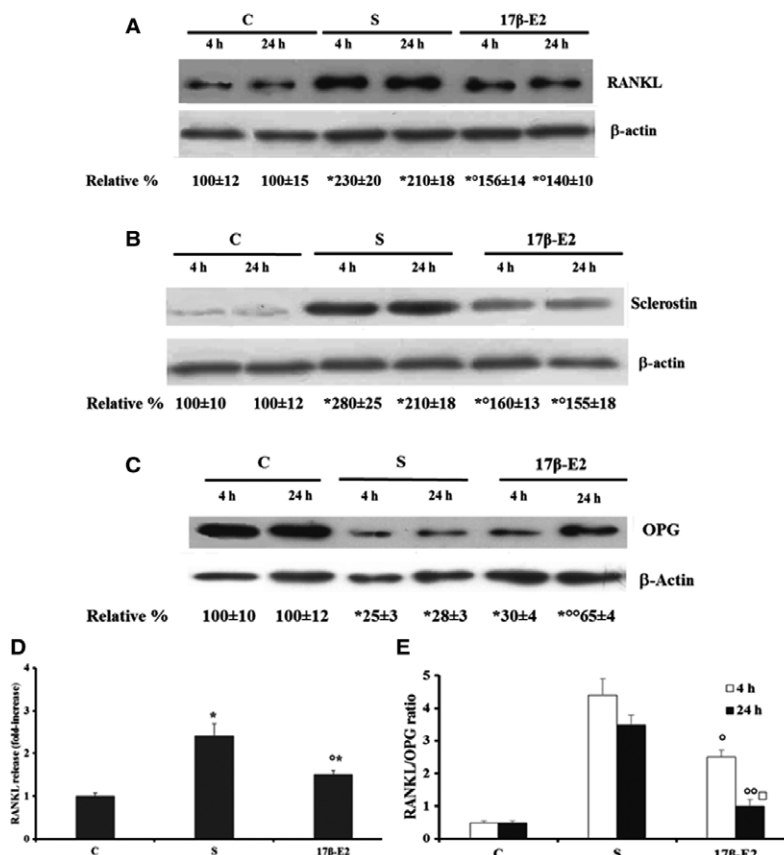 A
C S 17β-E2
4 h 24 h 4 h 24 h 4 h 24 h
RANKL
β-actin
Relative % 100±12 100±15 *230±20 *210±18 *°156±14 *°140±10
B
C S 17β-E2
4 h 24 h 4 h 24 h 4 h 24 h
Sclerostin
β-actin
Relative % 100±10 100±12 *280±25 *210±18 *°160±13 *°155±18
C
C S 17β-E2
4 h 24 h 4 h 24 h 4 h 24 h
OPG
β-Actin
Relative % 100±10 100±12 *25±3 *28±3 *30±4 *°°65±4
D
RANKL release (fold-increase)
4
3
2
1
0
*
°*
C S 17β-E2
E
RANKL/OPG ratio
5
4
3
2
1
0
4 h
24 h
°
°°□
C S 17β-E2